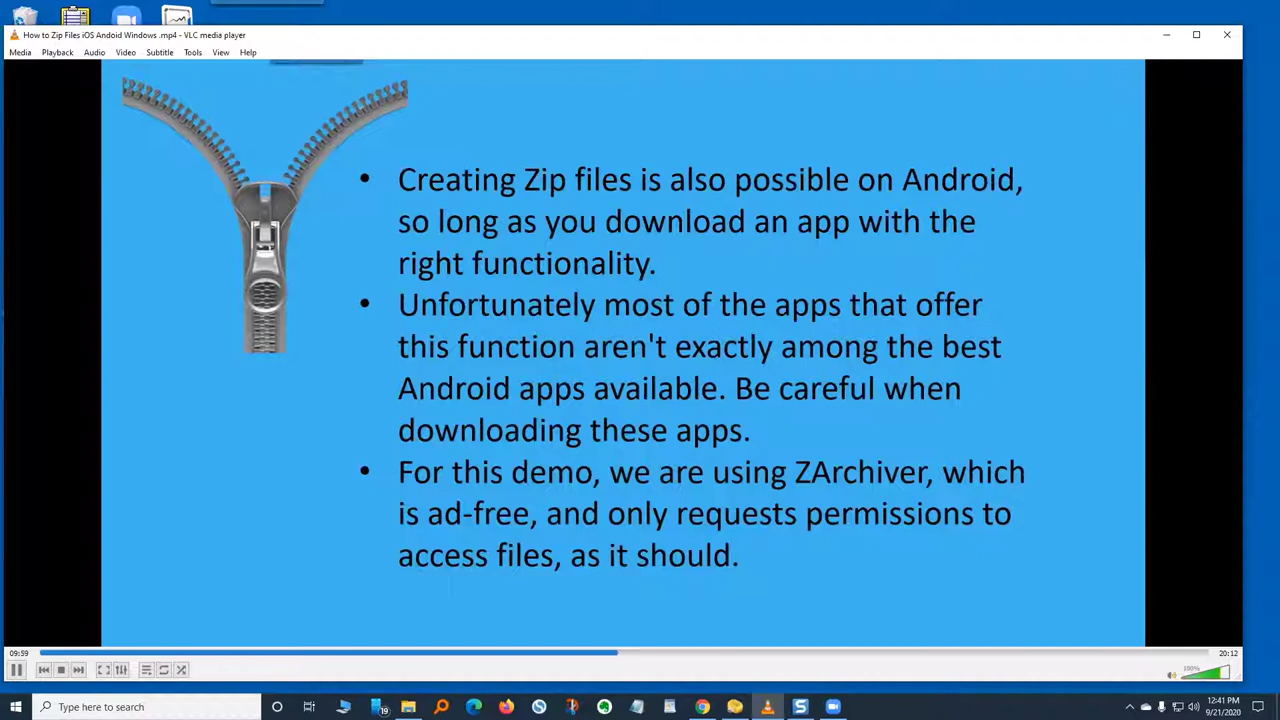 How to Zip Files iOS Andoid Windows .mp4 - VLC media player
Media Playback Audio Video Subtitle Tools View Help
• Creating Zip files is also possible on Android,
so long as you download an app with the
right functionality.
• Unfortunately most of the apps that offer
this function aren't exactly among the best
Android apps available. Be careful when
downloading these apps.
• For this demo, we are using ZArchiver, which
is ad-free, and only requests permissions to
access files, as it should.
09:59 20:12
100%
Type here to search 19 12:41 PM
9/21/2020